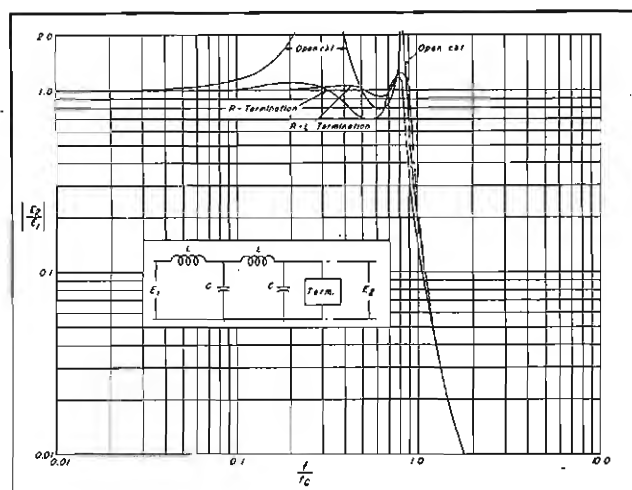 2.0
Open ckt
Open ckt
1.0
R-Termination
R+L Termination
|E2/E1|
L
L
E1
C
C
Term.
E2
0.1
0.01
0.01
0.1
1.0
10.0
f/fC